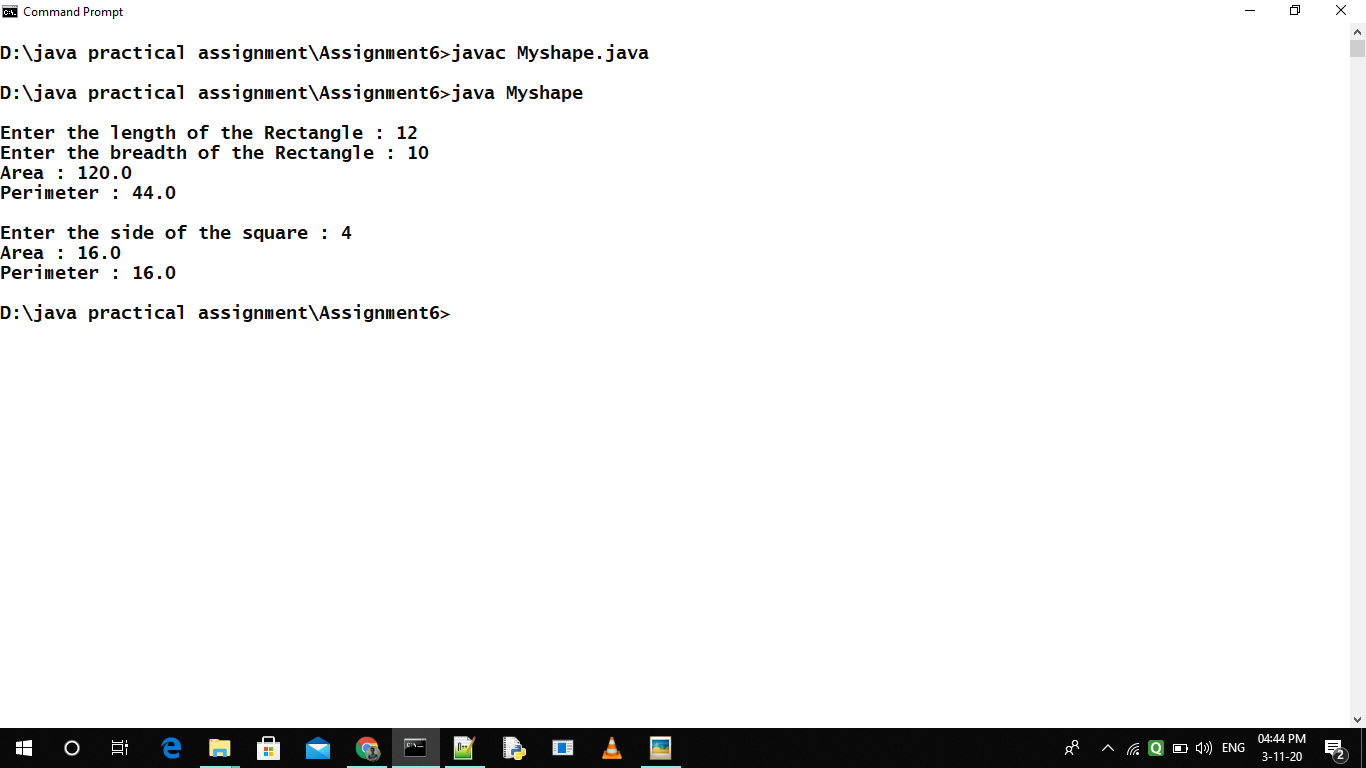 Command Prompt
D:\java practical assignment\Assignment6>javac Myshape.java
D:\java practical assignment\Assignment6>java Myshape
Enter the length of the Rectangle : 12
Enter the breadth of the Rectangle : 10
Area : 120.0
Perimeter : 44.0
Enter the side of the square : 4
Area : 16.0
Perimeter : 16.0
D:\java practical assignment\Assignment6>
ENG
04:44 PM
3-11-20
2